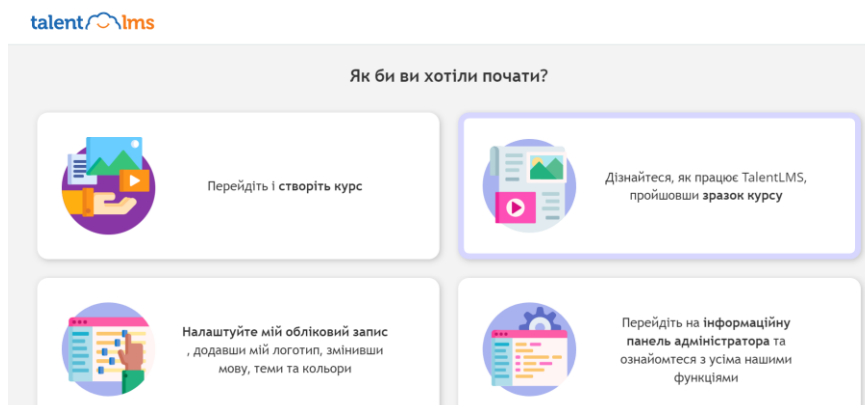 talentlms
Як би ви хотіли почати?
Перейдіть і створіть курс
Дізнайтеся, як працює TalentLMS,
пройшовши зразок курсу
Налаштуйте мій обліковий запис
, додавши мій логотип, змінивши
мову, теми та кольори
Перейдіть на інформаційну
панель адміністратора та
ознайомтеся з усіма нашими
функціями